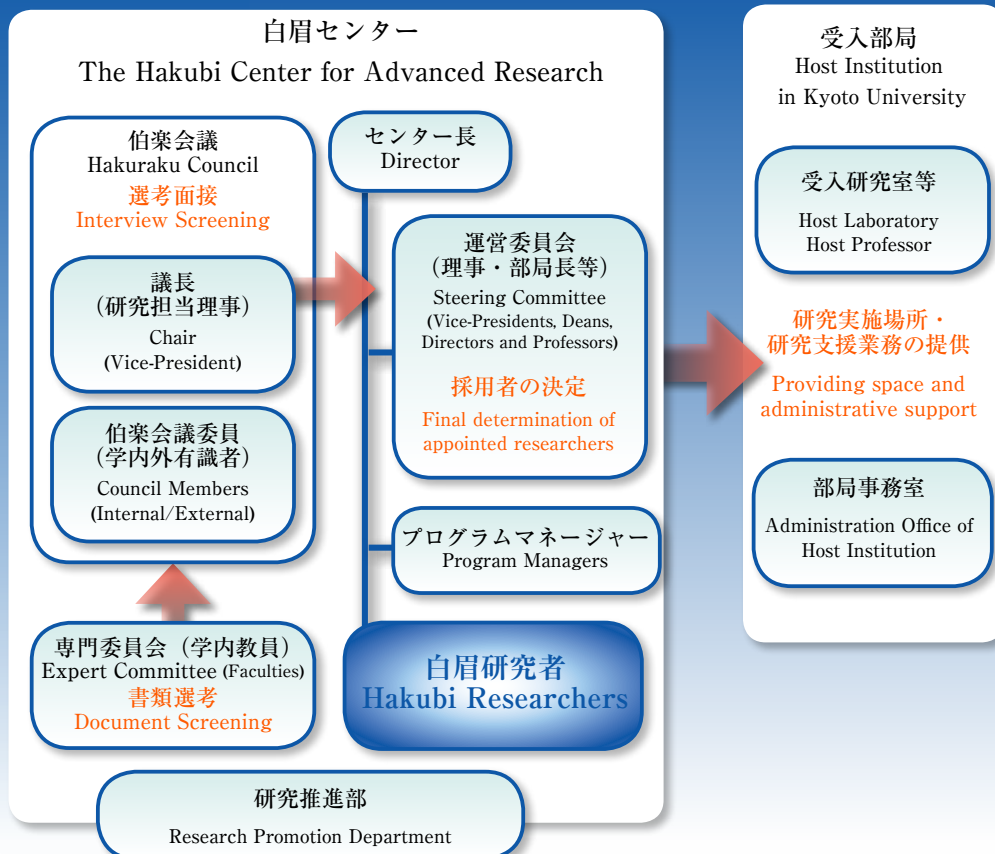 白眉センター
The Hakubi Center for Advanced Research
伯楽会議
Hakuraku Council
選考面接
Interview Screening
議長
(研究担当理事)
Chair
(Vice-President)
伯楽会議委員
(学内外有識者)
Council Members
(Internal/External)
専門委員会(学内教員)
Expert Committee (Faculties)
書類選考
Document Screening
センター長
Director
運営委員会
(理事・部局長等)
Steering Committee
(Vice-Presidents, Deans,
Directors and Professors)
採用者の決定
Final determination of
appointed researchers
プログラムマネージャー
Program Managers
白眉研究者
Hakubi Researchers
研究推進部
Research Promotion Department
受入部局
Host Institution
in Kyoto University
受入研究室等
Host Laboratory
Host Professor
研究実施場所・
研究支援業務の提供
Providing space and
administrative support
部局事務室
Administration Office of
Host Institution